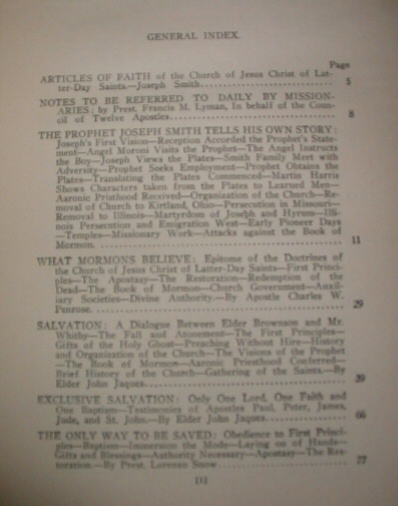 GENERAL INDEX.
Page
ARTICLES OF FAITH of the Church of Jesus Christ of Lat-
ter-Day Saints.—Joseph Smith 5
NOTES TO BE REFERRED TO DAILY BY MISSION-
ARIES; by Prest. Francis M. Lyman, In behalf of the Coun-
cil of Twelve Apostles 8
THE PROPHET JOSEPH SMITH TELLS HIS OWN STORY:
Joseph's First Vision—Reception Accorded the Prophet's State-
ment—Angel Moroni Visits the Prophet—The Angel Instructs
the Boy—Joseph Views the Plates—Smith Family Meet with
Adversity—Prophet Seeks Employment—Prophet Obtains the
Plates—Translating the Plates Commenced—Martin Harris
Shows Characters taken from the Plates to Learned Men—
Aaronic Priesthood Received—Organization of the Church—Re-
moval of Church to Kirtland, Ohio—Persecution in Missouri—
Removal to Illinois—Martyrdom of Joseph and Hyrum—Illi-
nois Persecution and Emigration West—Early Pioneer Days
—Temples—Missionary Work—Attacks against the Book of
Mormon. 11
WHAT MORMONS BELIEVE: Epitome of the Doctrines of
the Church of Jesus Christ of Latter-Day Saints—First Princi-
ples—The Apostasy—The Restoration—Redemption of the
Dead—The Book of Mormon—Church Government—Auxil-
iary Societies—Divine Authority.—By Apostle Charles W.
Penrose. 29
SALVATION: A Dialogue Between Elder Brownson and Mr.
Whitby—The Fall and Atonement—The First Principles—
Gifts of the Holy Ghost—Preaching Without Hire—History
and Organization of the Church—The Visions of the Prophet
—The Book of Mormon—Aaronic Priesthood Conferred—
Brief History of the Church—Gathering of the Saints.—By
Elder John Jaques. 39
EXCLUSIVE SALVATION: Only One Lord, One Faith and
One Baptism—Testimonies of Apostles Paul, Peter, James,
Jude, and St. John.—By Elder John Jaques. 66
THE ONLY WAY TO BE SAVED: Obedience to First Princi-
ples—Baptism—Immersion the Mode—Laying on of Hands—
Gifts and Blessings—Authority Necessary—Apostasy—The Res-
toration.—By Prest. Lorenzo Snow 77
[1]